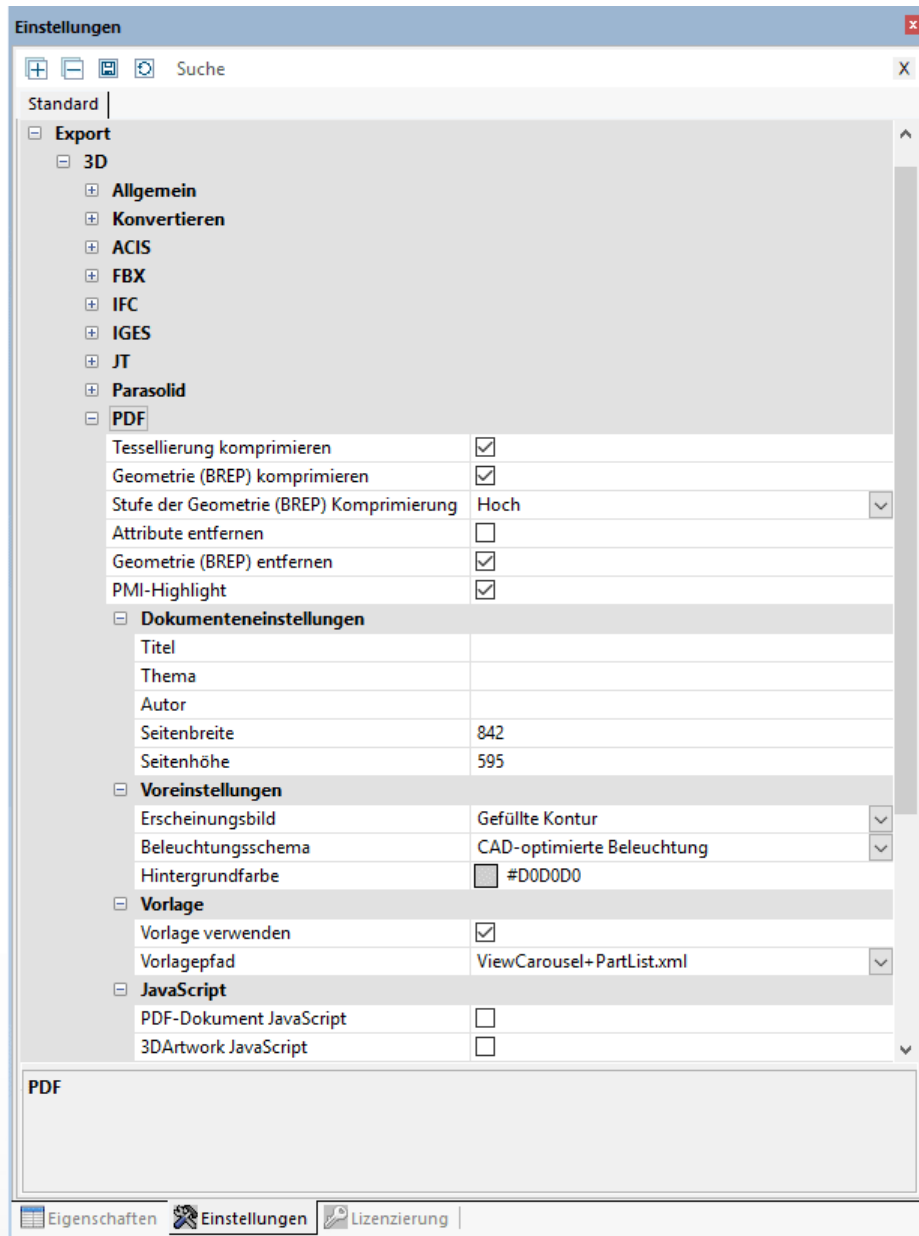 Einstellungen
Suche X
Standard
Export
3D
Allgemein
Konvertieren
ACIS
FBX
IFC
IGES
JT
Parasolid
PDF
Tessellierung komprimieren
Geometrie (BREP) komprimieren
Stufe der Geometrie (BREP) Komprimierung Hoch
Attribute entfernen
Geometrie (BREP) entfernen
PMI-Highlight
Dokumenteneinstellungen
Titel
Thema
Autor
Seitenbreite 842
Seitenhöhe 595
Voreinstellungen
Erscheinungsbild Gefüllte Kontur
Beleuchtungsschema CAD-optimierte Beleuchtung
Hintergrundfarbe #D0D0D0
Vorlage
Vorlage verwenden
Vorlagepfad ViewCarousel+PartList.xml
JavaScript
PDF-Dokument JavaScript
3DArtwork JavaScript
PDF
Eigenschaften Einstellungen Lizenzierung